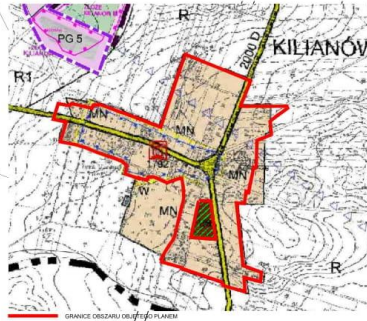 R
PG 5
KILIANÓW
2000 D
R1
MN
MN
MN
W
MN
R
GRANICE OBSZARU OBJĘTEGO PLANEM